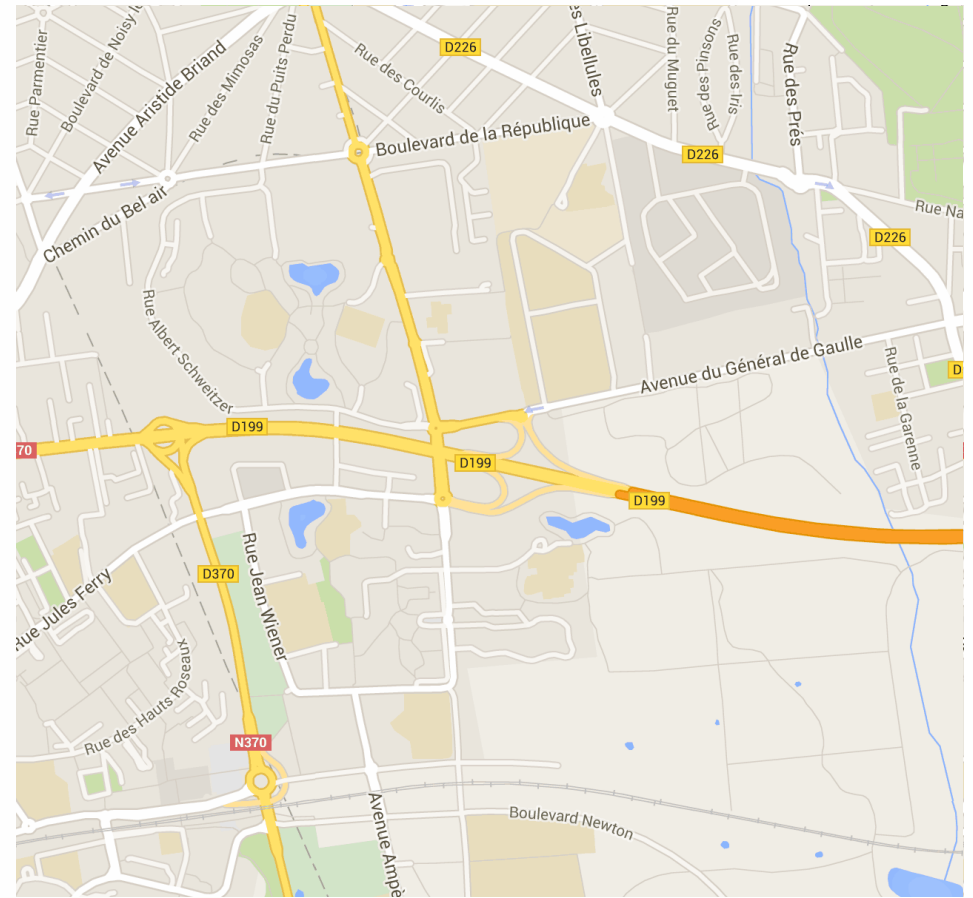 Rue Parmentier
Boulevard de Noisy
Avenue Aristide Briand
Rue des Mimosas
Rue du Puits Perdu
Rue des Courlis
D226
es Libellules
Rue du Muguet
Rue des Pinsons
Rue des Iris
Rue des Prés
Boulevard de la République
D226
Chemin du Bel air
Rue Na
D226
Rue Albert Schweitzer
Avenue du Général de Gaulle
Rue de la Garenne
D
70
D199
D199
D199
D370
Rue Jean Wiener
Rue Jules Ferry
Rue des Hauts Roseaux
N370
Avenue Ampè
Boulevard Newton